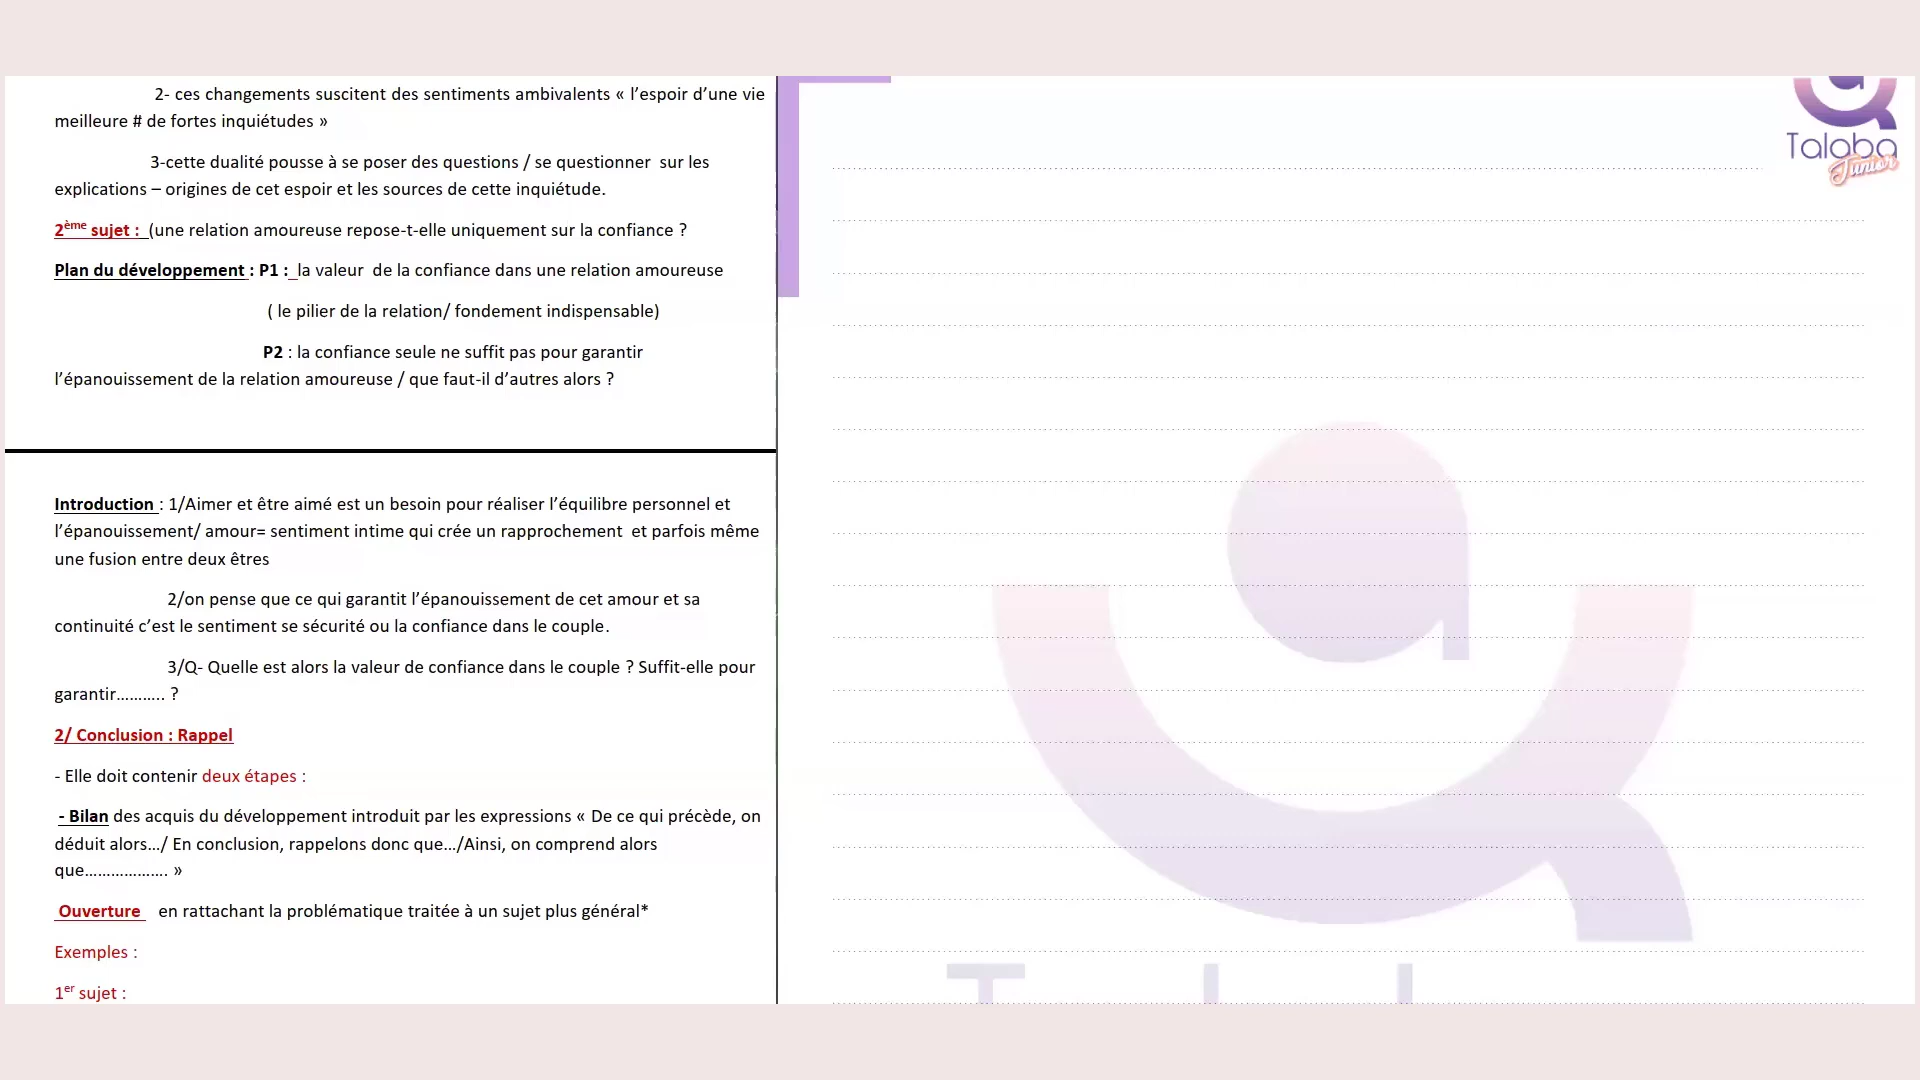 2- ces changements suscitent des sentiments ambivalents « l’espoir d’une vie
meilleure # de fortes inquiétudes »
3-cette dualité pousse à se poser des questions / se questionner sur les
explications – origines de cet espoir et les sources de cette inquiétude.
2ème sujet : (une relation amoureuse repose-t-elle uniquement sur la confiance ?
Plan du développement : P1 : la valeur de la confiance dans une relation amoureuse
( le pilier de la relation/ fondement indispensable)
P2 : la confiance seule ne suffit pas pour garantir
l’épanouissement de la relation amoureuse / que faut-il d’autres alors ?
Introduction : 1/Aimer et être aimé est un besoin pour réaliser l’équilibre personnel et
l’épanouissement/ amour= sentiment intime qui crée un rapprochement et parfois même
une fusion entre deux êtres
2/on pense que ce qui garantit l’épanouissement de cet amour et sa
continuité c’est le sentiment se sécurité ou la confiance dans le couple.
3/Q- Quelle est alors la valeur de confiance dans le couple ? Suffit-elle pour
garantir……….. ?
2/ Conclusion : Rappel
- Elle doit contenir deux étapes :
- Bilan des acquis du développement introduit par les expressions « De ce qui précède, on
déduit alors…/ En conclusion, rappelons donc que…/Ainsi, on comprend alors
que………………. »
Ouverture en rattachant la problématique traitée à un sujet plus général*
Exemples :
1er sujet :
Talaba
Junior